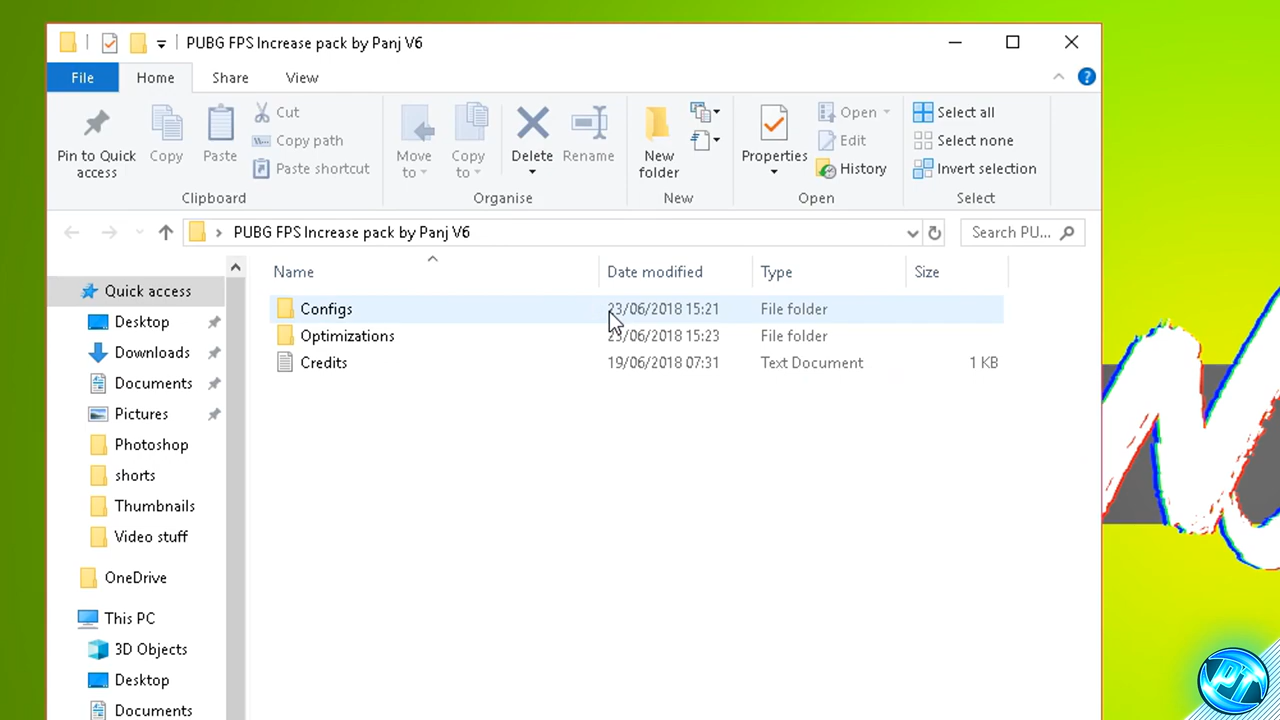 PUBG FPS Increase pack by Panj V6
File Home Share View
Pin to Quick access
Copy
Paste
Cut
Copy path
Paste shortcut
Clipboard
Move to
Copy to
Delete
Rename
Organise
New folder
New
Properties
Open
Edit
History
Open
Select all
Select none
Invert selection
Select
PUBG FPS Increase pack by Panj V6
Search PU...
Name Date modified Type Size
Configs 23/06/2018 15:21 File folder
Optimizations 23/06/2018 15:23 File folder
Credits 19/06/2018 07:31 Text Document 1 KB
Quick access
Desktop
Downloads
Documents
Pictures
Photoshop
shorts
Thumbnails
Video stuff
OneDrive
This PC
3D Objects
Desktop
Documents
PT